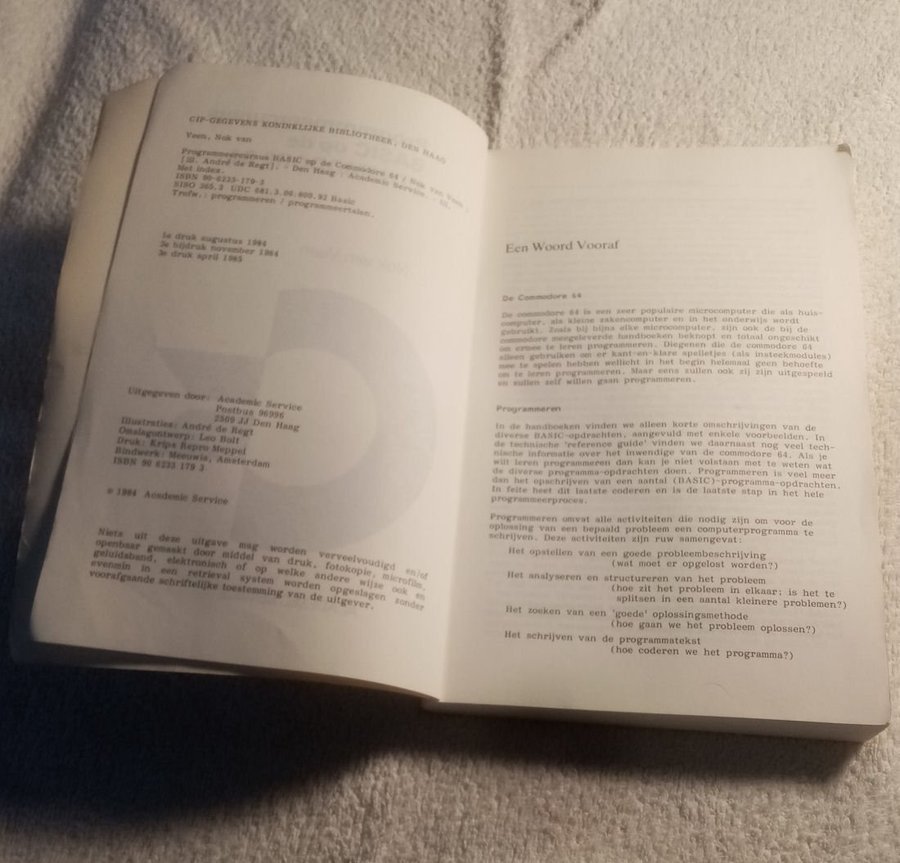 CIP-GEGEVENS KONINKLIJKE BIBLIOTHEEK, DEN HAAG
Veen, Nok van
Programmeercursus BASIC op de Commodore 64 / Nok van Veen ;
[ill. André de Regt]. - Den Haag : Academic Service. - Ill.
Met index.
ISBN 90-6233-179-3
SISO 365.3 UDC 681.3.06:800.92 Basic
Trefw.: programmeren / programmeertalen.
1e druk augustus 1984
2e bijdruk november 1984
3e druk april 1985
Uitgegeven door: Academic Service
Postbus 96996
2509 JJ Den Haag
Illustraties: André de Regt
Omslagontwerp: Leo Bolt
Druk: Krips Repro Meppel
Bindwerk: Meeuwis, Amsterdam
ISBN 90 6233 179 3
© 1984 Academic Service
Niets uit deze uitgave mag worden verveelvoudigd en/of
openbaar gemaakt door middel van druk, fotokopie, microfilm,
geluidsband, elektronisch of op welke andere wijze ook en
evenmin in een retrieval system worden opgeslagen zonder
voorafgaande schriftelijke toestemming van de uitgever.
Een Woord Vooraf
De Commodore 64
De commodore 64 is een zeer populaire microcomputer die als huis-
computer, als kleine zakencomputer en in het onderwijs wordt
gebruikt. Zoals bij bijna elke microcomputer, zijn ook de bij de
commodore meegeleverde handboeken beknopt en totaal ongeschikt
om ermee te leren programmeren. Diegenen die de commodore 64
alleen gebruiken om er kant-en-klare spelletjes (als insteekmodules)
mee te spelen hebben wellicht in het begin helemaal geen behoefte
om te leren programmeren. Maar eens zullen ook zij zijn uitgespeeld
en zullen zelf willen gaan programmeren.
Programmeren
In de handboeken vinden we alleen korte omschrijvingen van de
diverse BASIC-opdrachten, aangevuld met enkele voorbeelden. In
de technische 'reference guide' vinden we daarnaast nog veel tech-
nische informatie over het inwendige van de commodore 64. Als je
wilt leren programmeren dan kan je niet volstaan met te weten wat
de diverse programma-opdrachten doen. Programmeren is veel meer
dan het opschrijven van een aantal (BASIC)-programma-opdrachten.
In feite heet dit laatste coderen en is de laatste stap in het hele
programmeerproces.
Programmeren omvat alle activiteiten die nodig zijn om voor de
oplossing van een bepaald probleem een computerprogramma te
schrijven. Deze activiteiten zijn ruw samengevat:
Het opstellen van een goede probleembeschrijving
(wat moet er opgelost worden?)
Het analyseren en structureren van het probleem
(hoe zit het probleem in elkaar; is het te
splitsen in een aantal kleinere problemen?)
Het zoeken van een 'goede' oplossingsmethode
(hoe gaan we het probleem oplossen?)
Het schrijven van de programmatekst
(hoe coderen we het programma?)